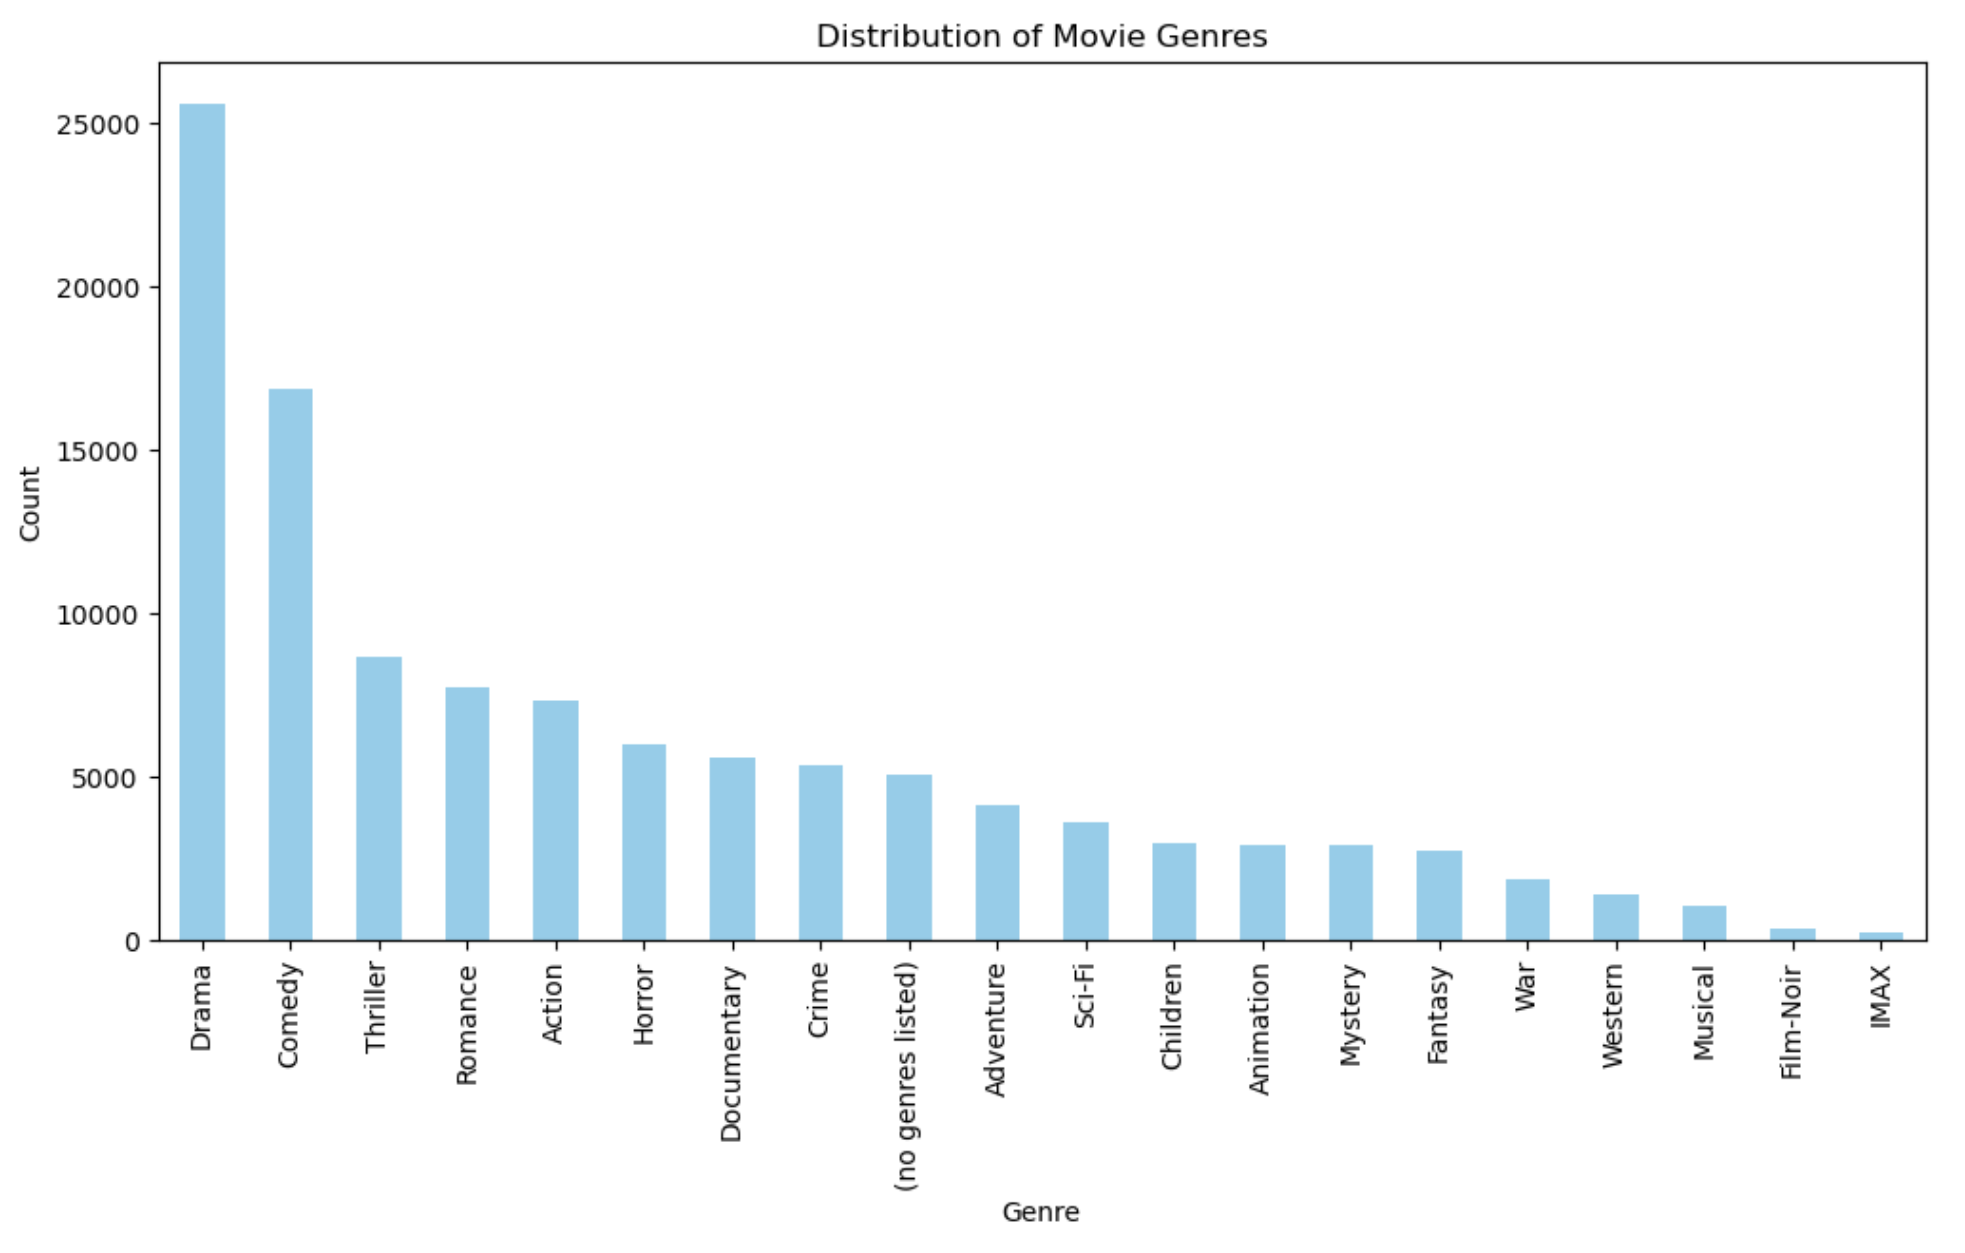 Distribution of Movie Genres
Count
25000
20000
15000
10000
5000
0
Drama
Comedy
Thriller
Romance
Action
Horror
Documentary
Crime
(no genres listed)
Adventure
Sci-Fi
Children
Animation
Mystery
Fantasy
War
Western
Musical
Film-Noir
IMAX
Genre